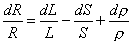 dR/R = dL/L − dS/S + dρ/ρ